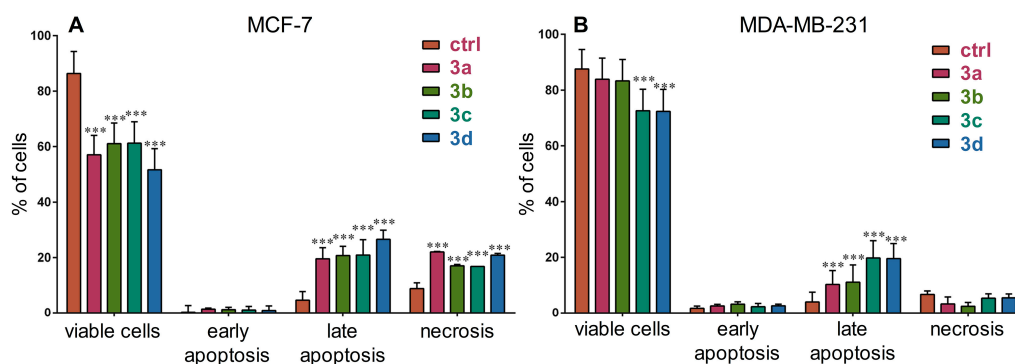 A MCF-7
% of cells
100
80
60
40
20
0
ctrl
3a
3b
3c
3d
*** *** *** ***
*** *** *** ***
*** *** *** ***
viable cells early apoptosis late apoptosis necrosis
B MDA-MB-231
% of cells
100
80
60
40
20
0
ctrl
3a
3b
3c
3d
*** ***
*** *** *** ***
viable cells early apoptosis late apoptosis necrosis